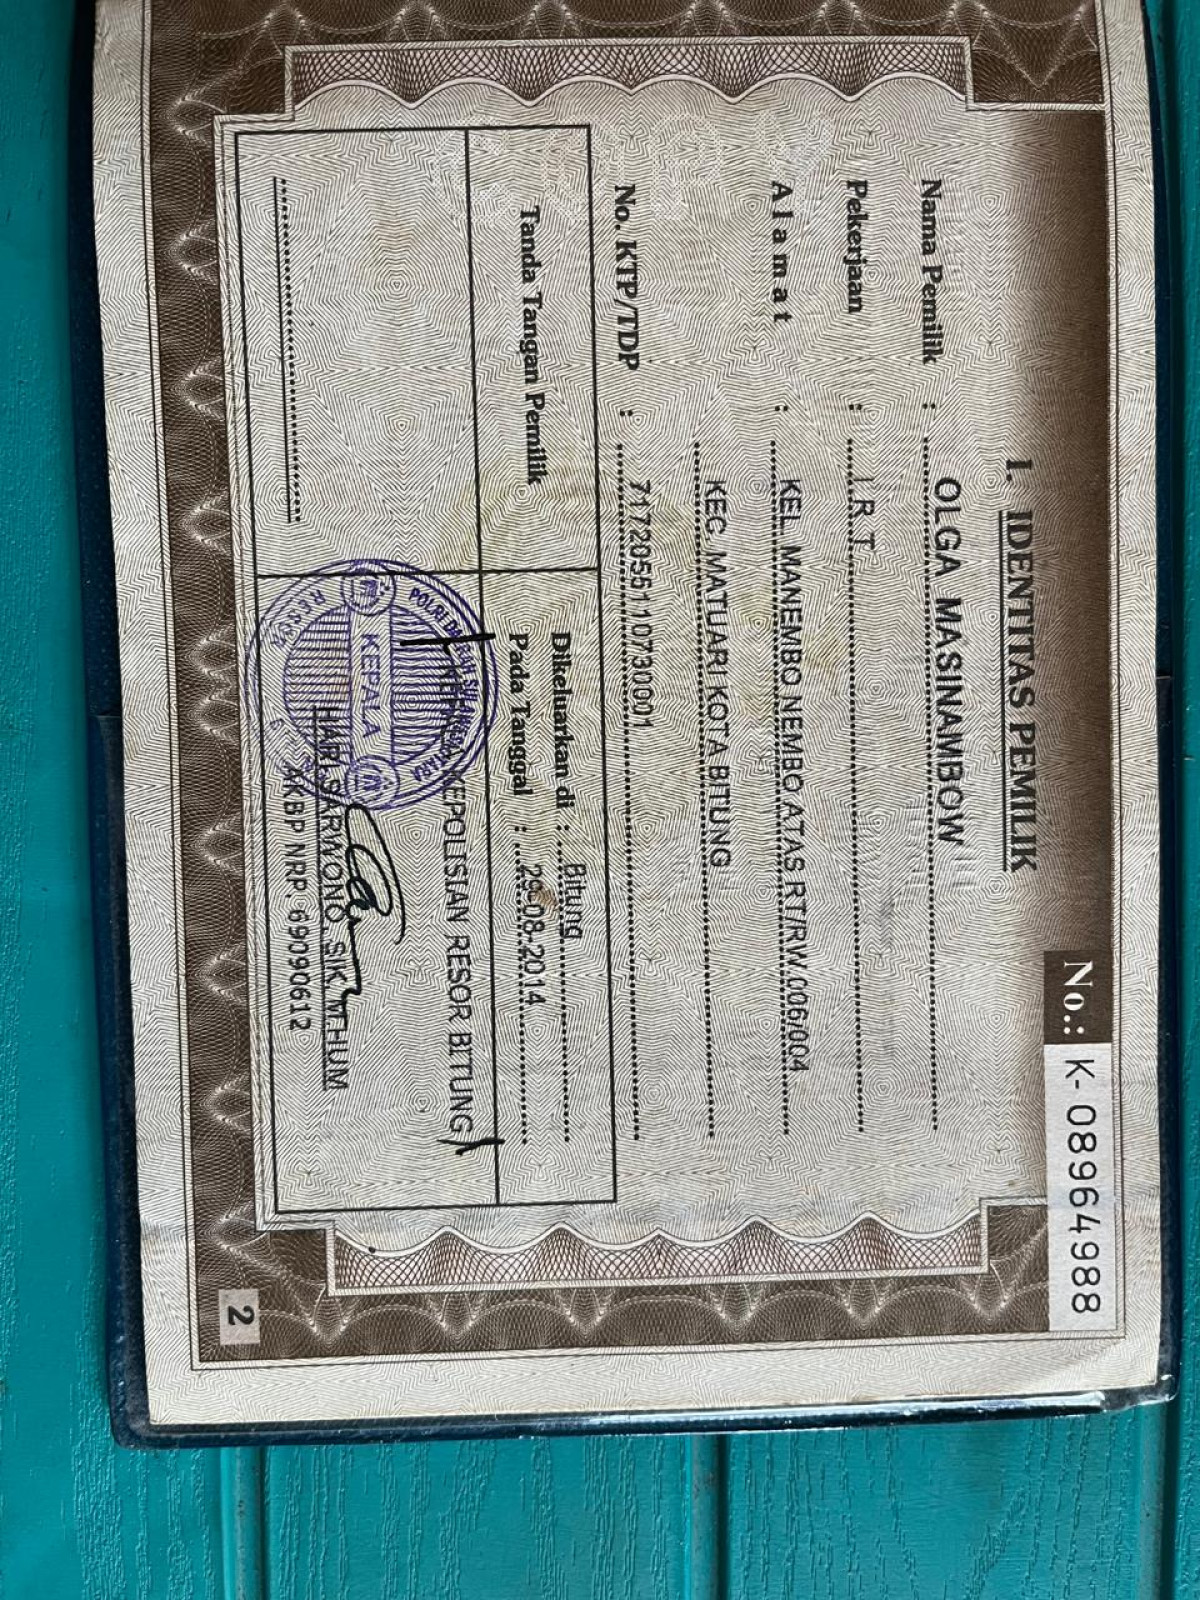 No.: K- 08964988
I. IDENTITAS PEMILIK
Nama Pemilik : OLGA MASINAMBOW
Pekerjaan : I R T
A l a m a t : KEL. MANEMBO NEMBO ATAS RT/RW.006/004
KEC. MATUARI KOTA BITUNG
No. KTP/TDP : 7172055110730001
Dikeluarkan di : Bitung
Tanda Tangan Pemilik
Pada Tanggal : 29-08-2014
KEPOLISIAN RESOR BITUNG
KEPALA
HARI SARWONO, SIK, MHUM
AKBP NRP. 69090612
2